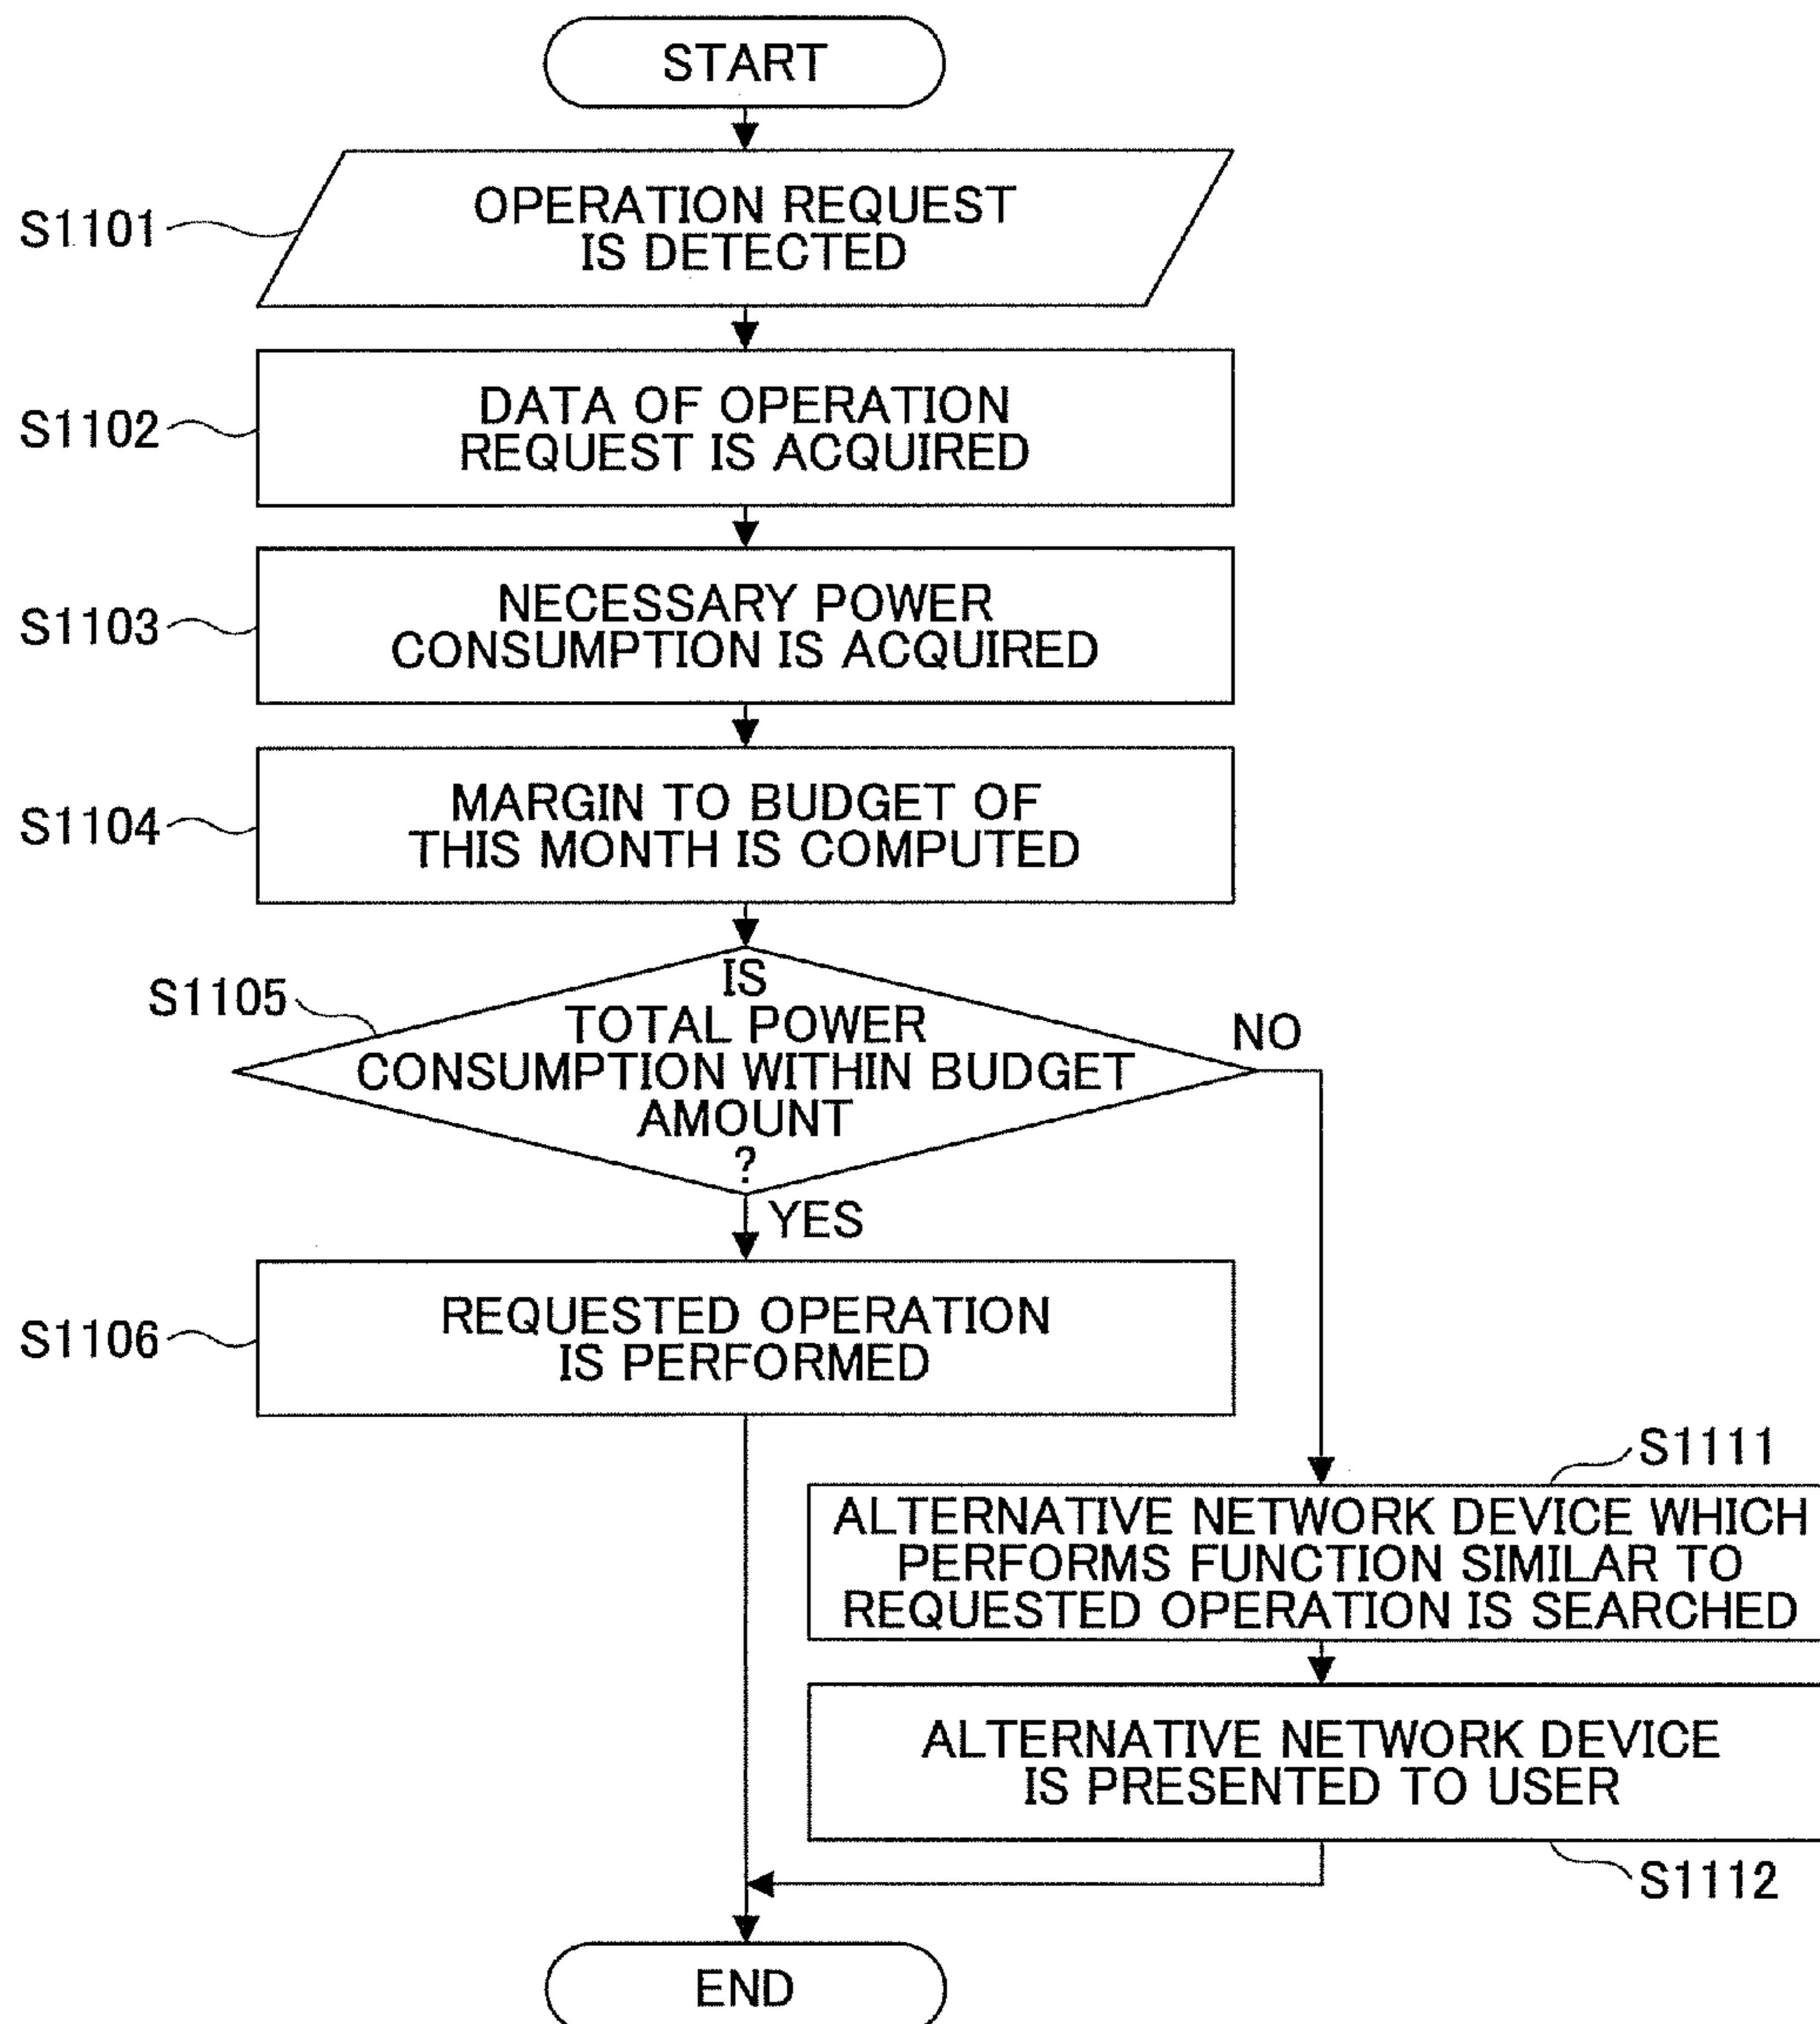 START
S1101
OPERATION REQUEST
IS DETECTED
S1102
DATA OF OPERATION
REQUEST IS ACQUIRED
S1103
NECESSARY POWER
CONSUMPTION IS ACQUIRED
S1104
MARGIN TO BUDGET OF
THIS MONTH IS COMPUTED
S1105
IS
TOTAL POWER
CONSUMPTION WITHIN BUDGET
AMOUNT
?
NO
YES
S1106
REQUESTED OPERATION
IS PERFORMED
S1111
ALTERNATIVE NETWORK DEVICE WHICH
PERFORMS FUNCTION SIMILAR TO
REQUESTED OPERATION IS SEARCHED
ALTERNATIVE NETWORK DEVICE
IS PRESENTED TO USER
S1112
END